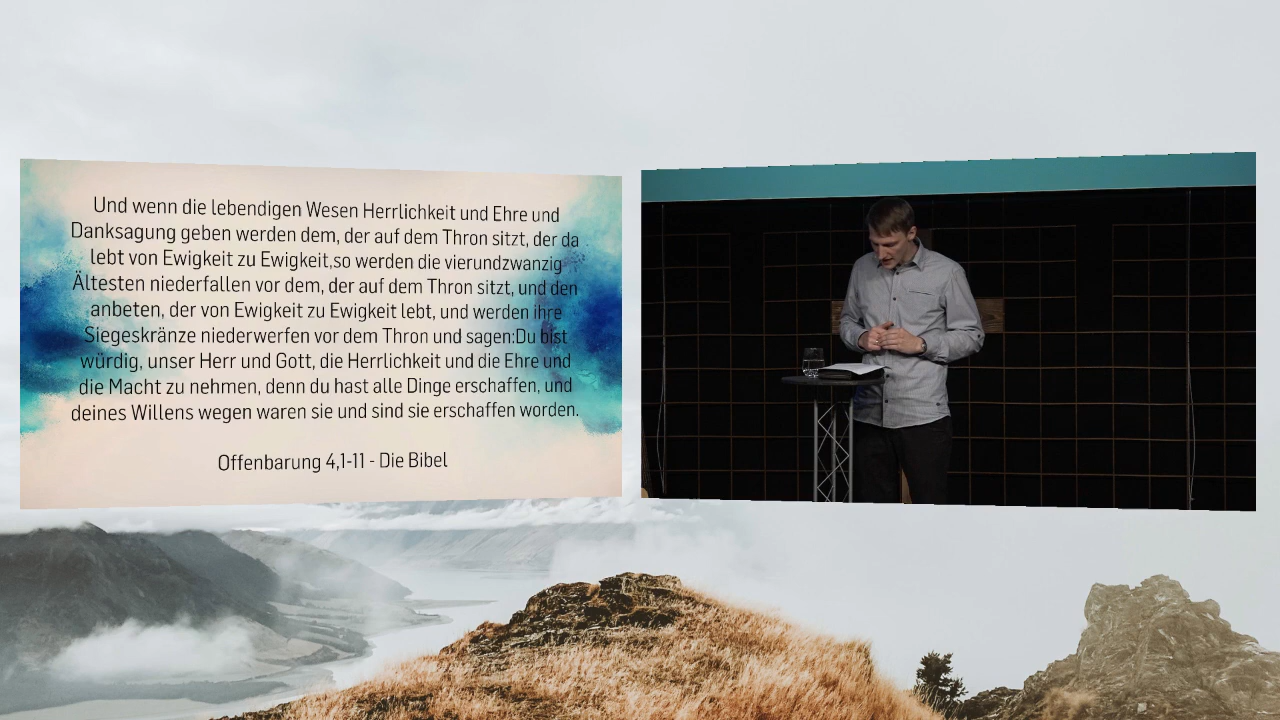 Und wenn die lebendigen Wesen Herrlichkeit und Ehre und
Danksagung geben werden dem, der auf dem Thron sitzt, der da
lebt von Ewigkeit zu Ewigkeit,so werden die vierundzwanzig
Ältesten niederfallen vor dem, der auf dem Thron sitzt, und den
anbeten, der von Ewigkeit zu Ewigkeit lebt, und werden ihre
Siegeskränze niederwerfen vor dem Thron und sagen:Du bist
würdig, unser Herr und Gott, die Herrlichkeit und die Ehre und
die Macht zu nehmen, denn du hast alle Dinge erschaffen, und
deines Willens wegen waren sie und sind sie erschaffen worden.
Offenbarung 4,1-11 - Die Bibel